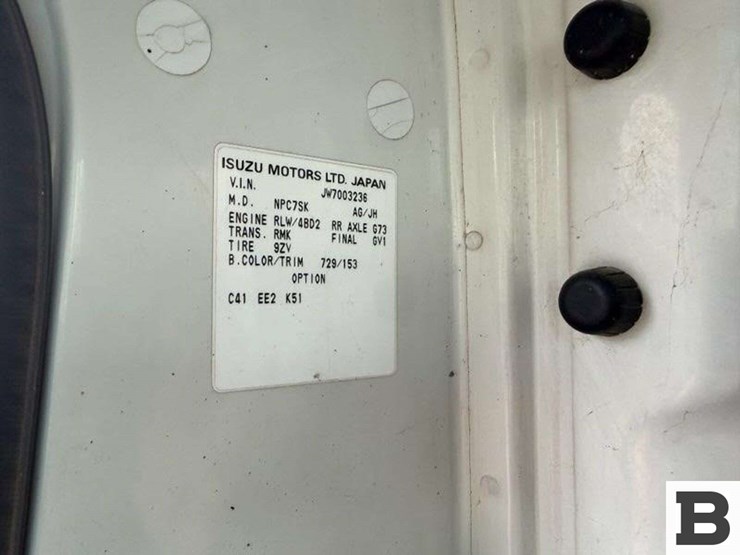 ISUZU MOTORS LTD. JAPAN
V.I.N. JW7003236
M.D. NPC7SK AG/JH
ENGINE RLW/4BD2 RR AXLE G73
TRANS. RMK FINAL GV1
TIRE 9ZV
B.COLOR/TRIM 729/153
OPTION
C41 EE2 K51
B